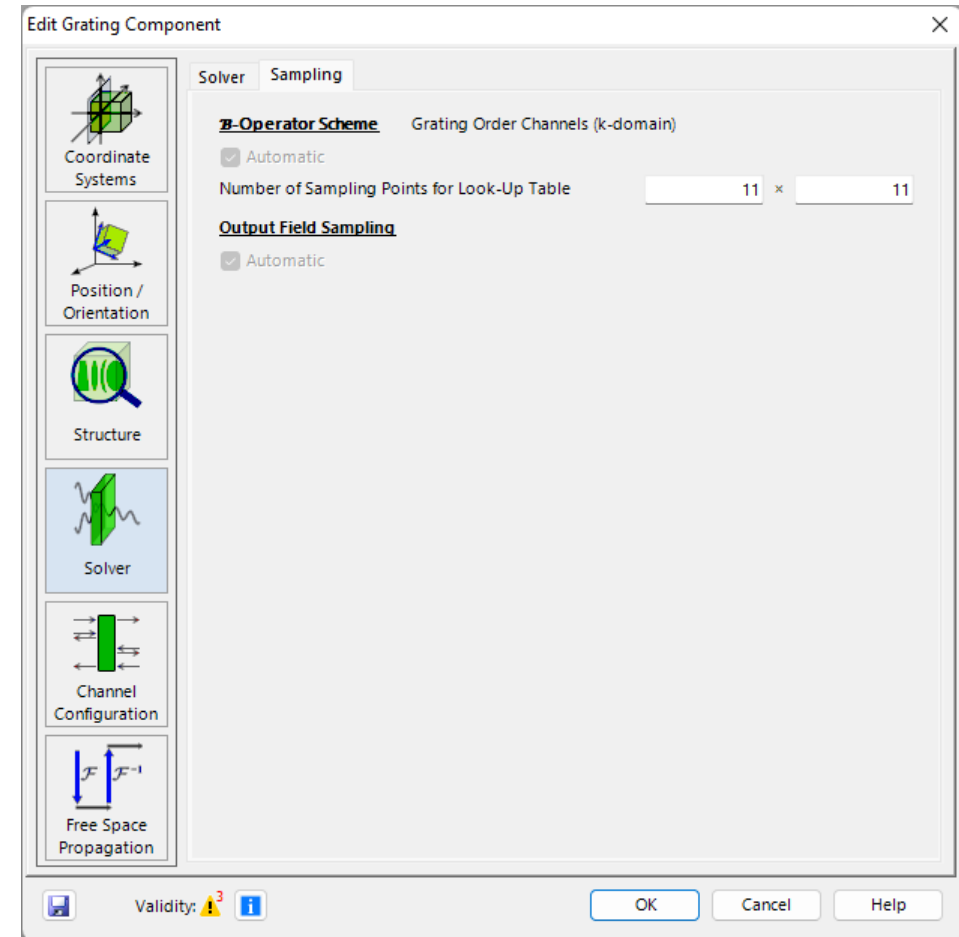 Edit Grating Component
Solver Sampling
Coordinate
Systems
Position /
Orientation
Structure
Solver
Channel
Configuration
ℱ ℱ⁻¹
Free Space
Propagation
ℬ-Operator Scheme Grating Order Channels (k-domain)
Automatic
Number of Sampling Points for Look-Up Table 11 × 11
Output Field Sampling
Automatic
Validity: 3
OK Cancel Help